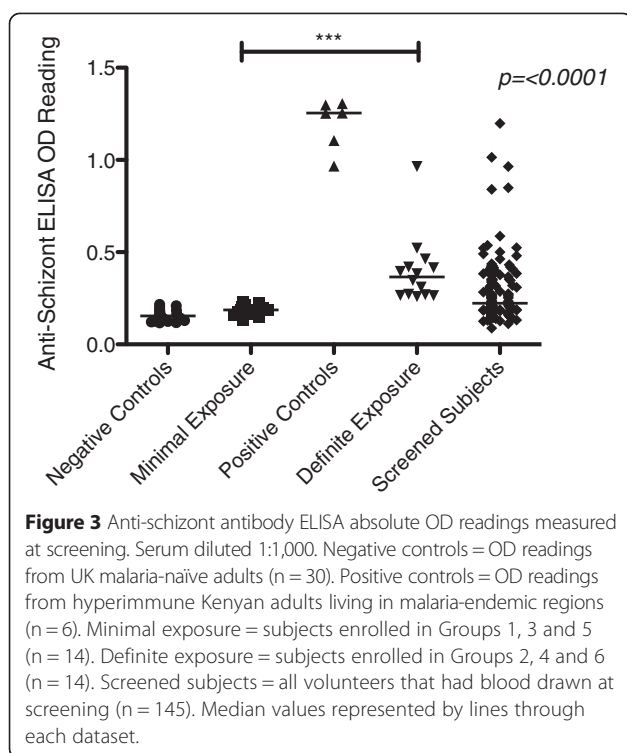 ***
p=<0.0001
Anti-Schizont ELISA OD Reading
1.5
1.0
0.5
0.0
Negative Controls
Minimal Exposure
Positive Controls
Definite Exposure
Screened Subjects
Figure 3 Anti-schizont antibody ELISA absolute OD readings measured
at screening. Serum diluted 1:1,000. Negative controls = OD readings
from UK malaria-naïve adults (n = 30). Positive controls = OD readings
from hyperimmune Kenyan adults living in malaria-endemic regions
(n = 6). Minimal exposure = subjects enrolled in Groups 1, 3 and 5
(n = 14). Definite exposure = subjects enrolled in Groups 2, 4 and 6
(n = 14). Screened subjects = all volunteers that had blood drawn at
screening (n = 145). Median values represented by lines through
each dataset.